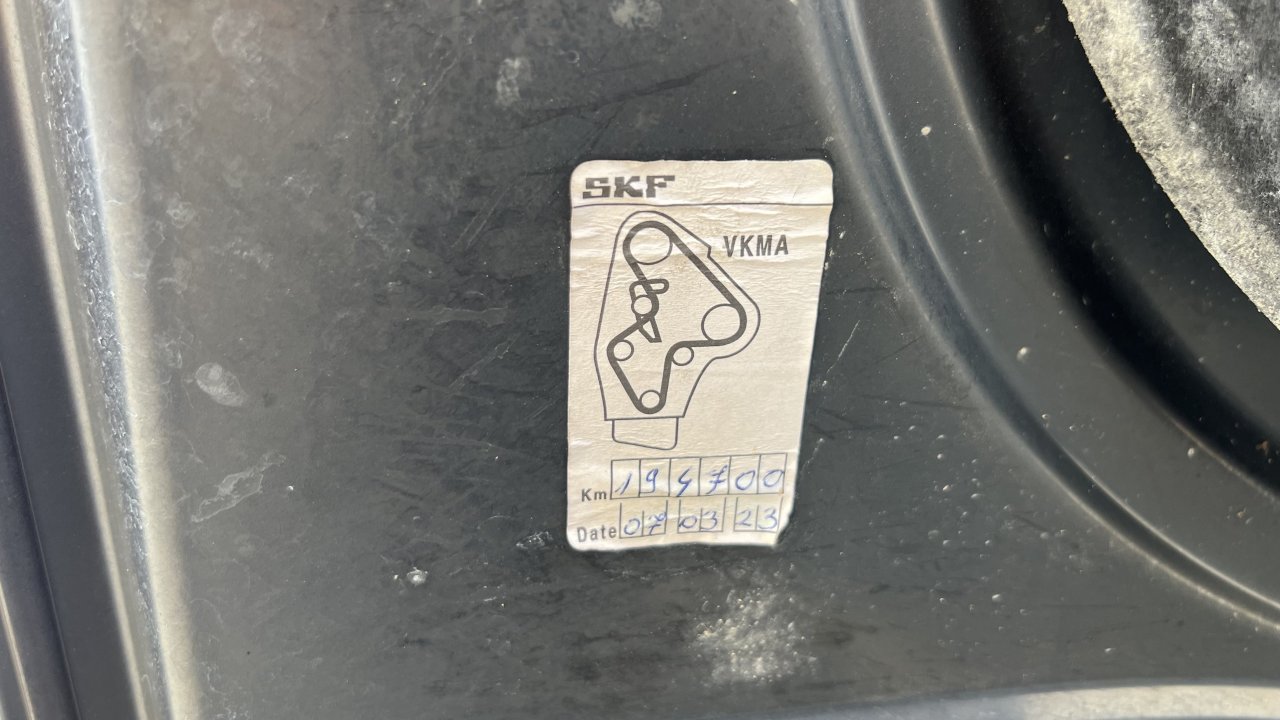 SKF
VKMA
Km 194700
Date 07 03 23